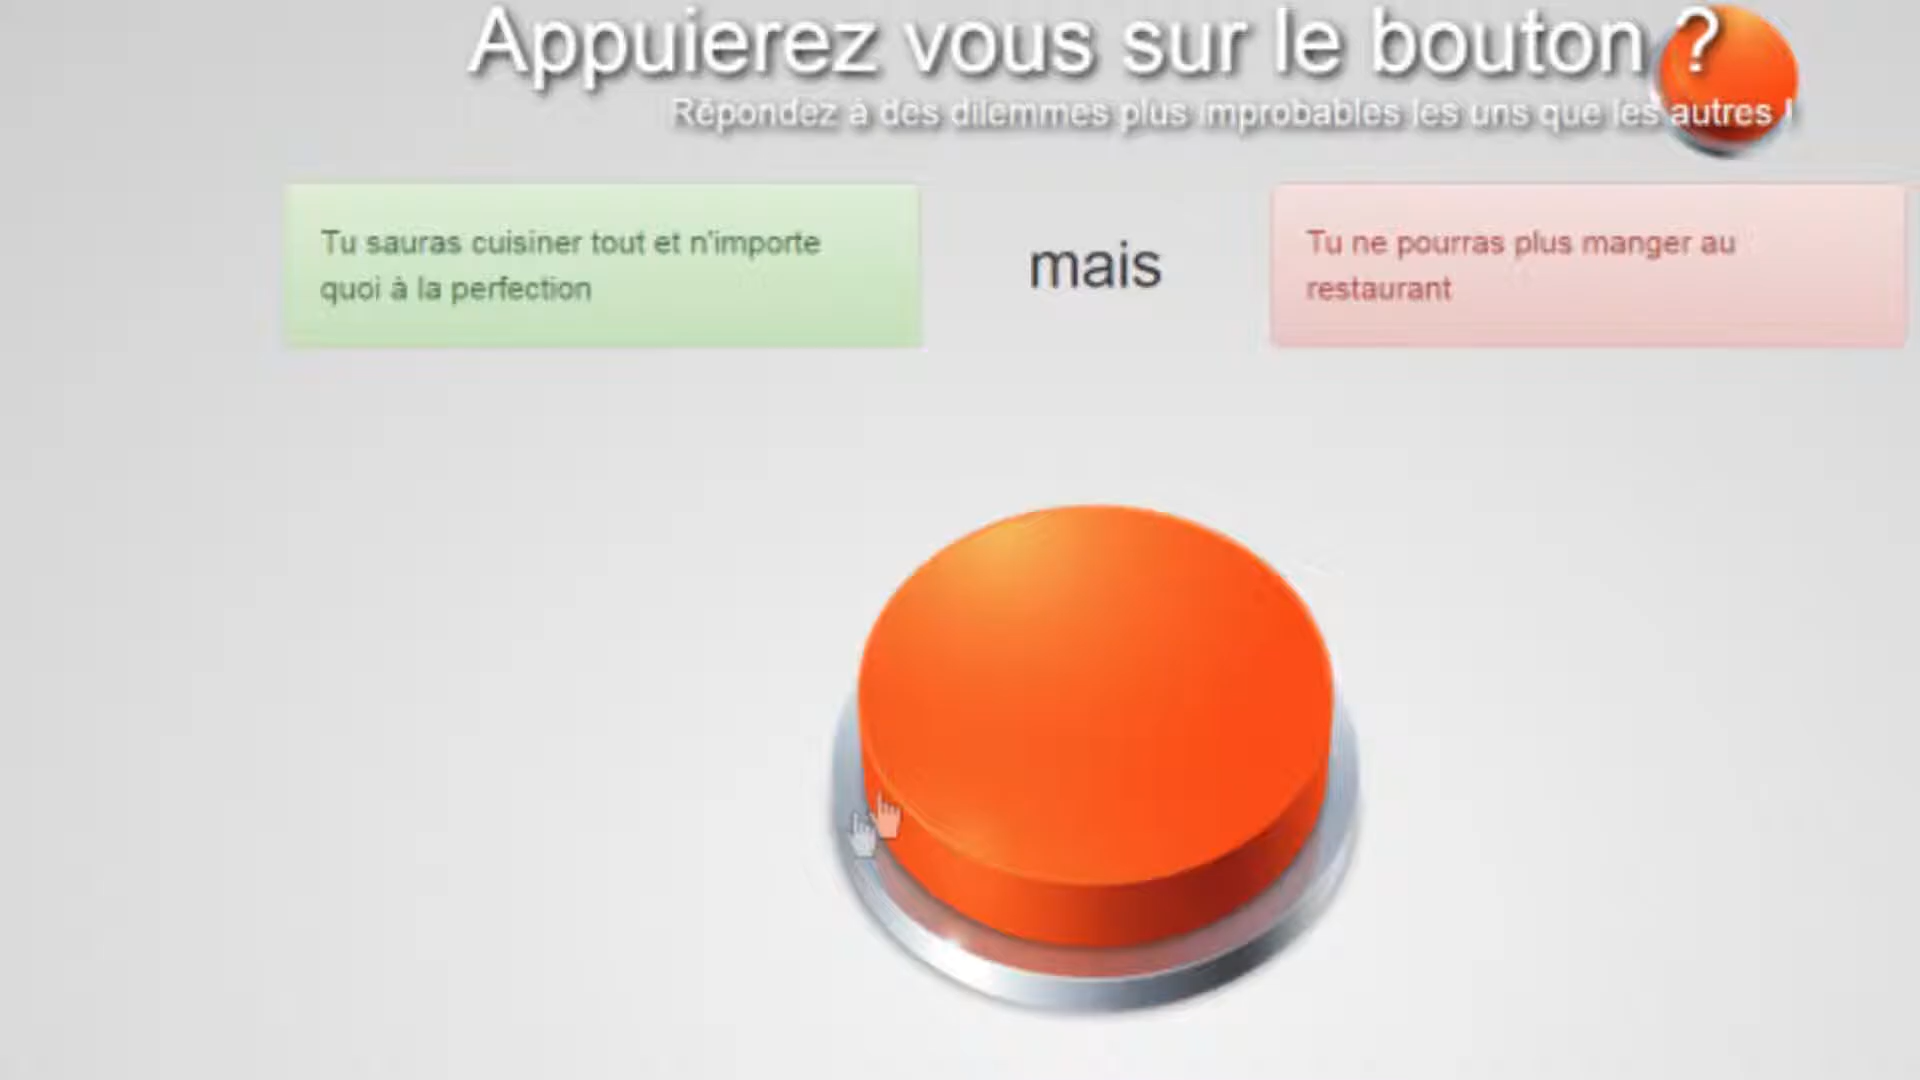 Appuierez vous sur le bouton ?
Répondez à des dilemmes plus improbables les uns que les autres !
Tu sauras cuisiner tout et n'importe
quoi à la perfection
mais
Tu ne pourras plus manger au
restaurant